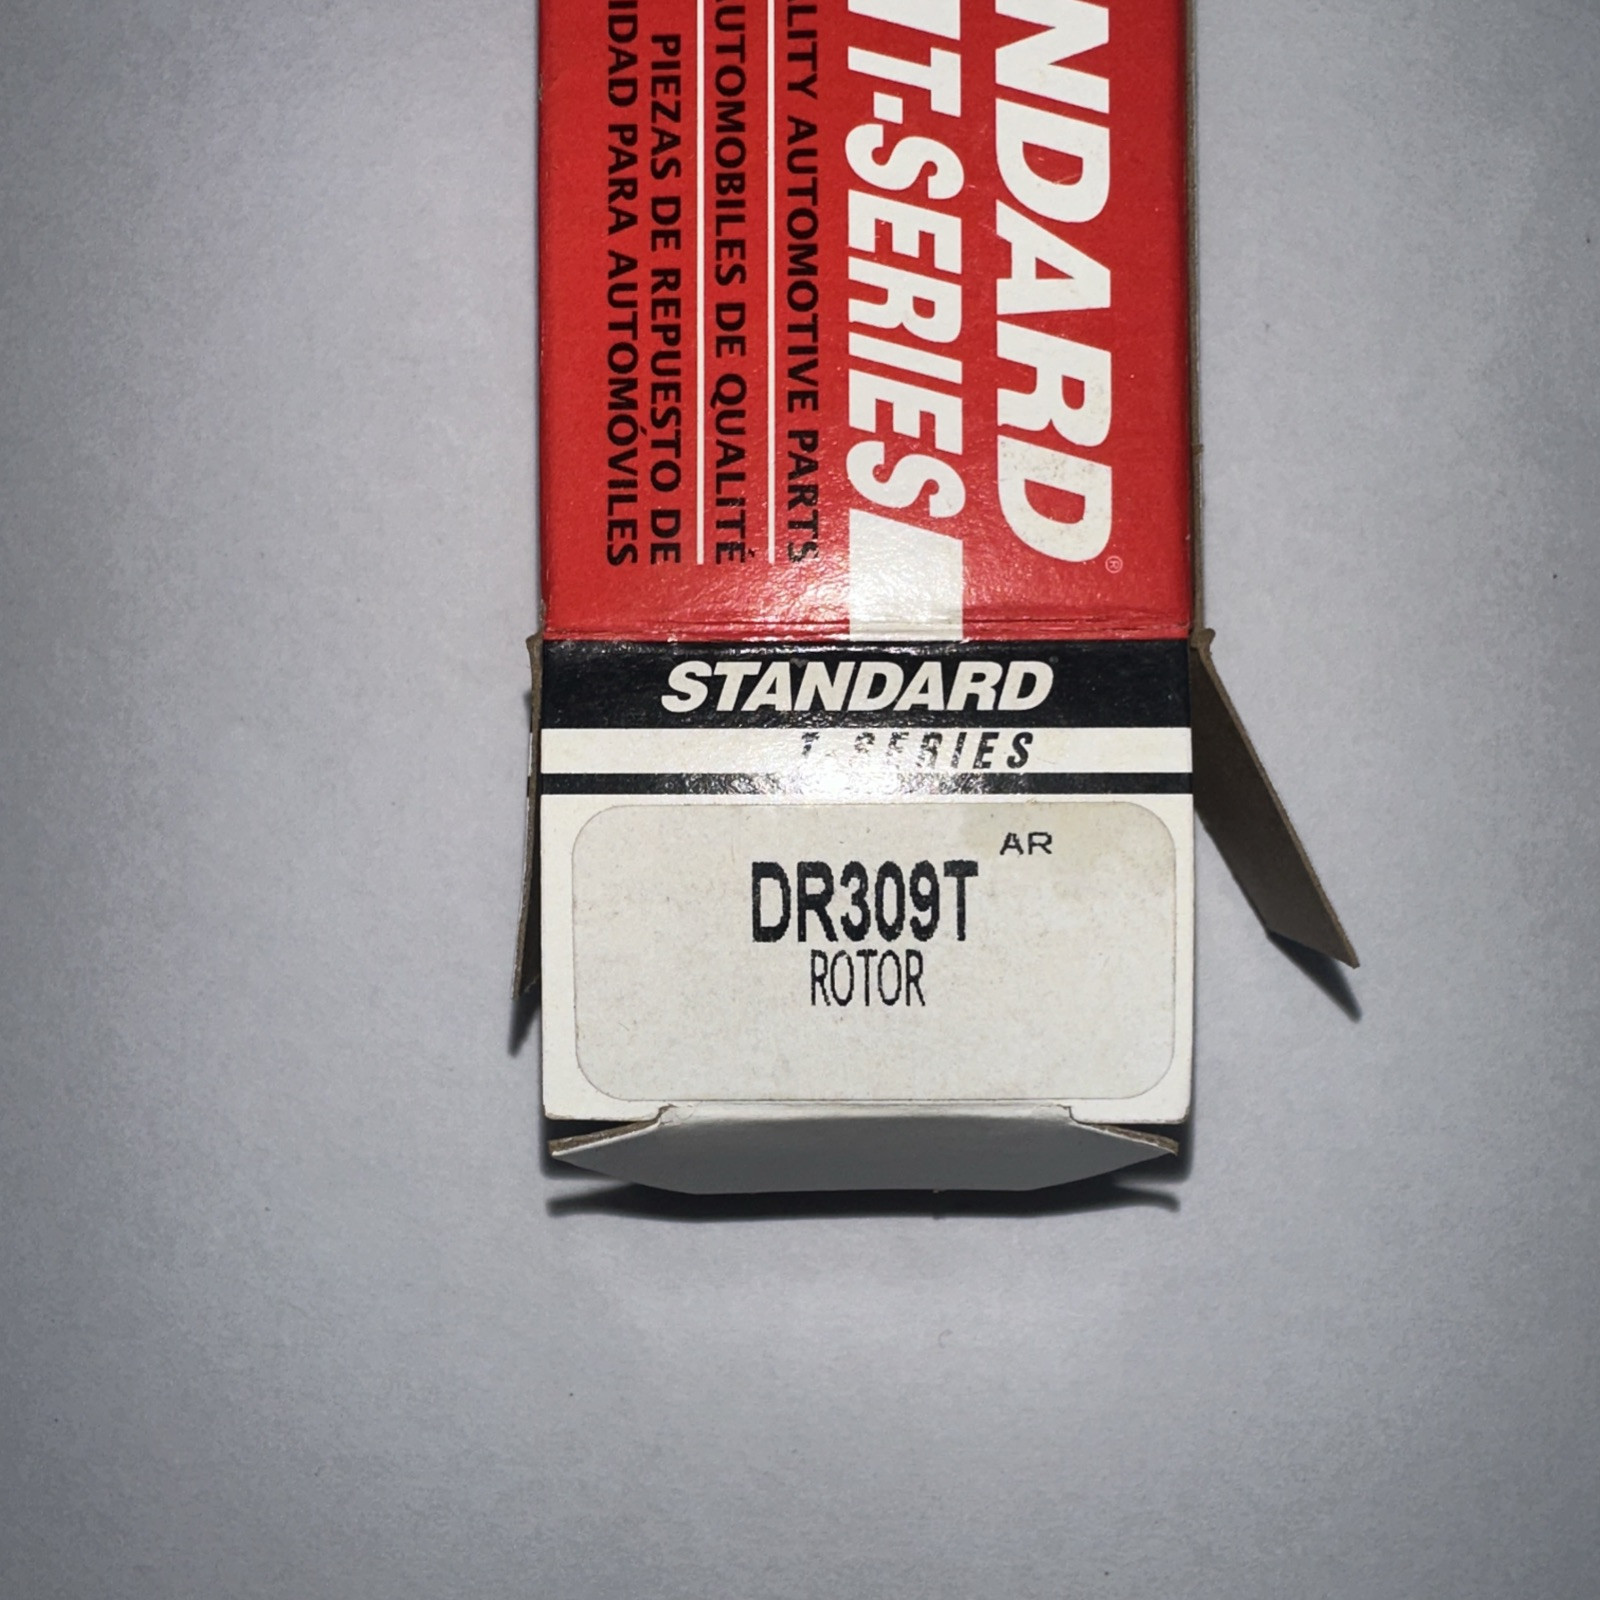 NDARD®
T-SERIES
LITY AUTOMOTIVE PARTS
AUTOMOBILES DE QUALITÉ
PIEZAS DE REPUESTO DE
IDAD PARA AUTOMÓVILES
STANDARD
T-SERIES
AR
DR309T
ROTOR